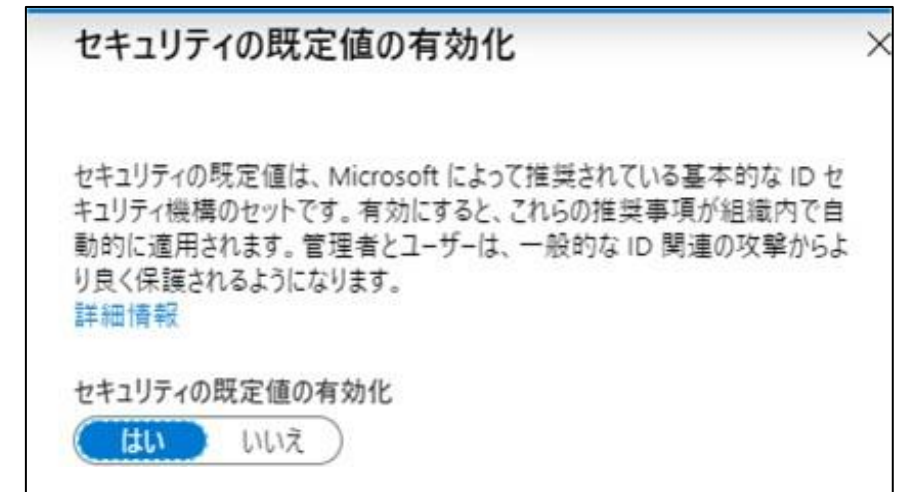 セキュリティの既定値の有効化
セキュリティの既定値は、Microsoft によって推奨されている基本的な ID セ
キュリティ機構のセットです。有効にすると、これらの推奨事項が組織内で自
動的に適用されます。管理者とユーザーは、一般的な ID 関連の攻撃からよ
り良く保護されるようになります。
詳細情報
セキュリティの既定値の有効化
はい いいえ